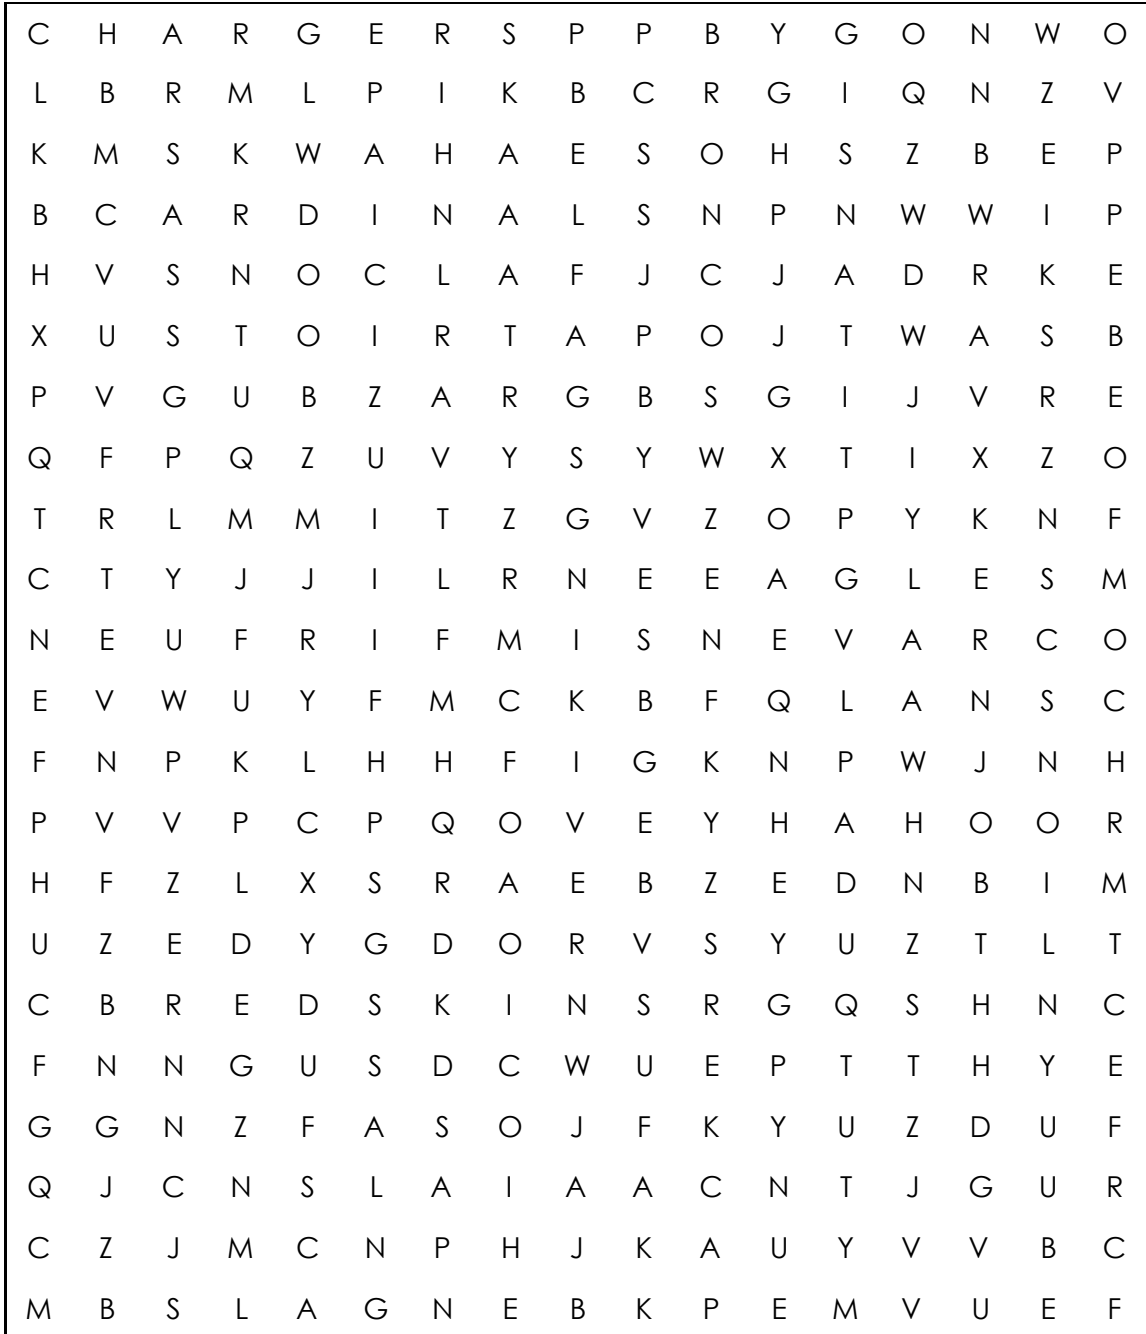 C H A R G E R S P P B Y G O N W O
L B R M L P I K B C R G I Q N Z V
K M S K W A H A E S O H S Z B E P
B C A R D I N A L S N P N W W I P
H V S N O C L A F J C J A D R K E
X U S T O I R T A P O J T W A S B
P V G U B Z A R G B S G I J V R E
Q F P Q Z U V Y S Y W X T I X Z O
T R L M M I T Z G V Z O P Y K N F
C T Y J J I L R N E E A G L E S M
N E U F R I F M I S N E V A R C O
E V W U Y F M C K B F Q L A N S C
F N P K L H H F I G K N P W J N H
P V V P C P Q O V E Y H A H O O R
H F Z L X S R A E B Z E D N B I M
U Z E D Y G D O R V S Y U Z T L T
C B R E D S K I N S R G Q S H N C
F N N G U S D C W U E P T T H Y E
G G N Z F A S O J F K Y U Z D U F
Q J C N S L A I A A C N T J G U R
C Z J M C N P H J K A U Y V V B C
M B S L A G N E B K P E M V U E F